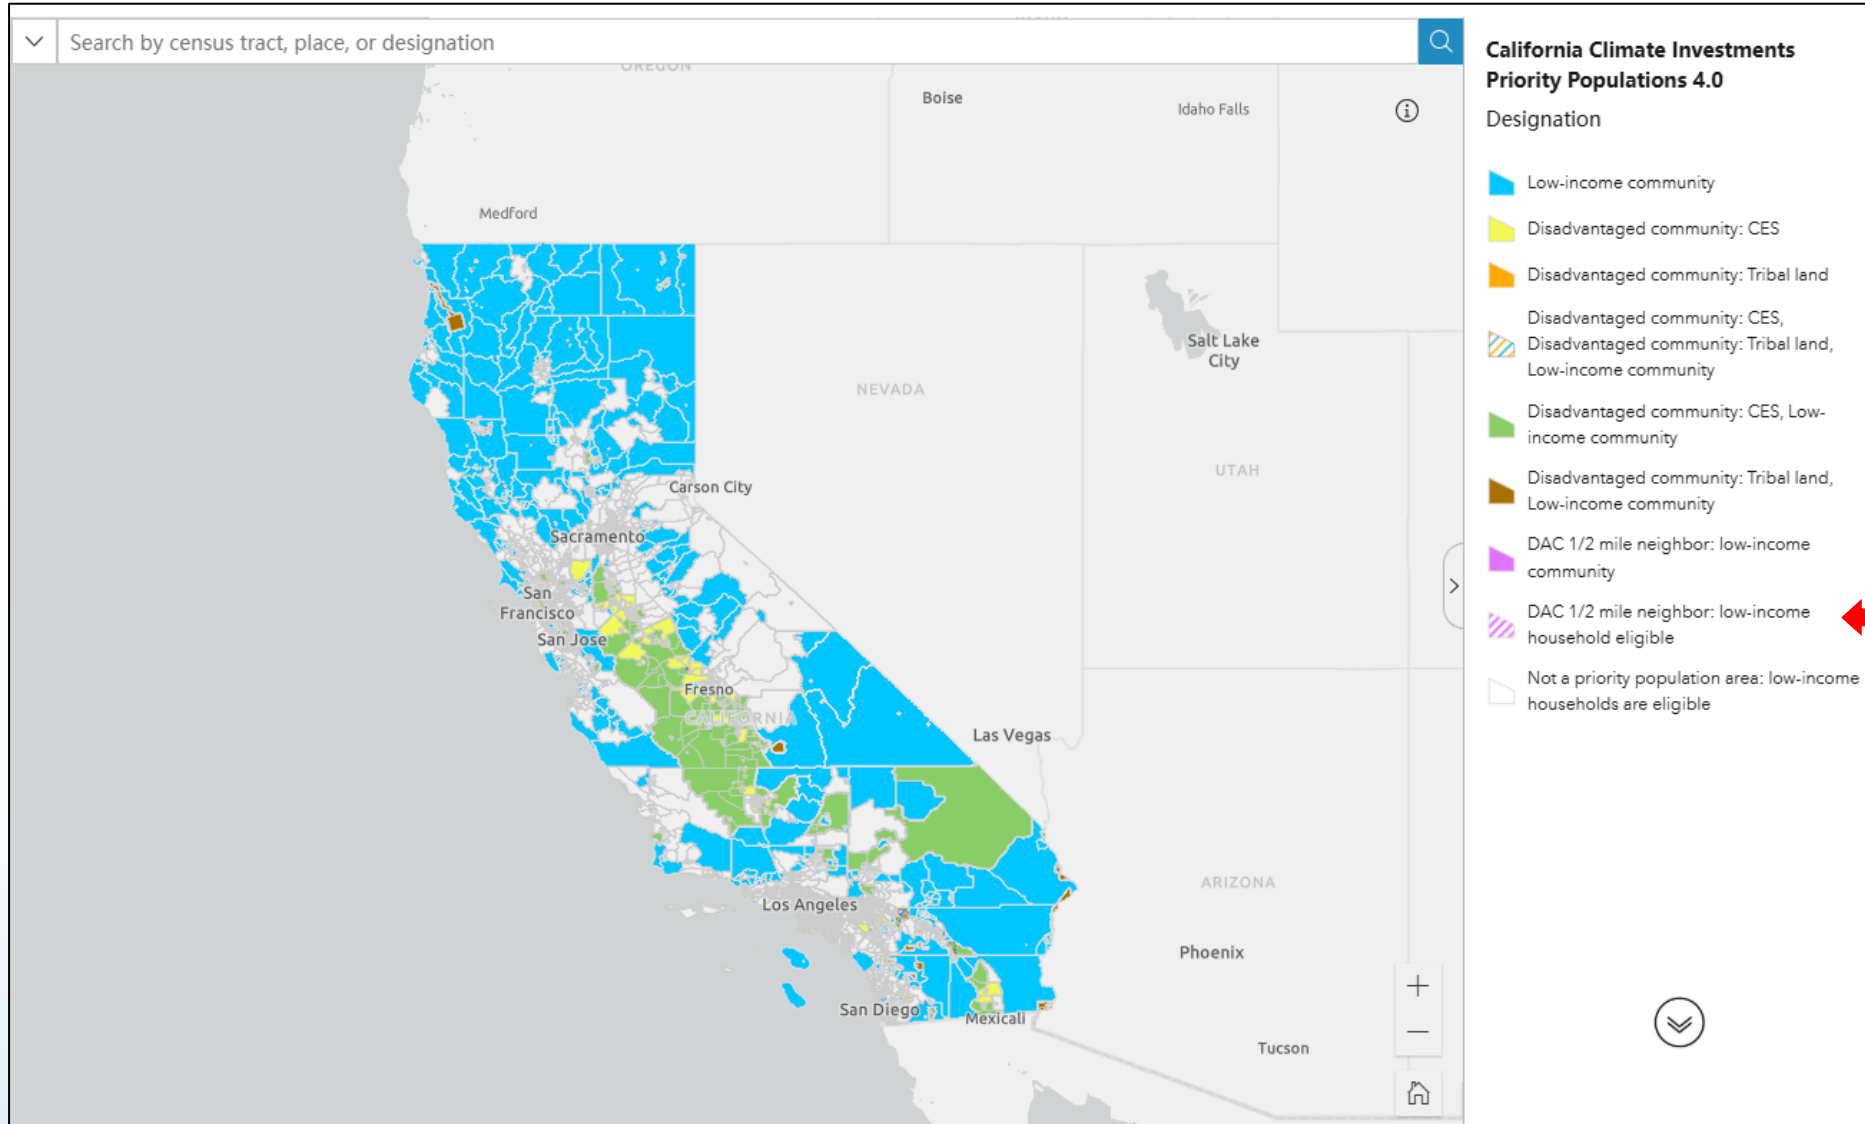 Search by census tract, place, or designation
OREGON
Boise
Idaho Falls
Medford
Salt Lake
City
NEVADA
UTAH
Carson City
Sacramento
San
Francisco
San Jose
Fresno
CALIFORNIA
Las Vegas
ARIZONA
Los Angeles
Phoenix
San Diego
Mexicali
Tucson
California Climate Investments
Priority Populations 4.0
Designation
Low-income community
Disadvantaged community: CES
Disadvantaged community: Tribal land
Disadvantaged community: CES,
Disadvantaged community: Tribal land,
Low-income community
Disadvantaged community: CES, Low-
income community
Disadvantaged community: Tribal land,
Low-income community
DAC 1/2 mile neighbor: low-income
community
DAC 1/2 mile neighbor: low-income
household eligible
Not a priority population area: low-income
households are eligible